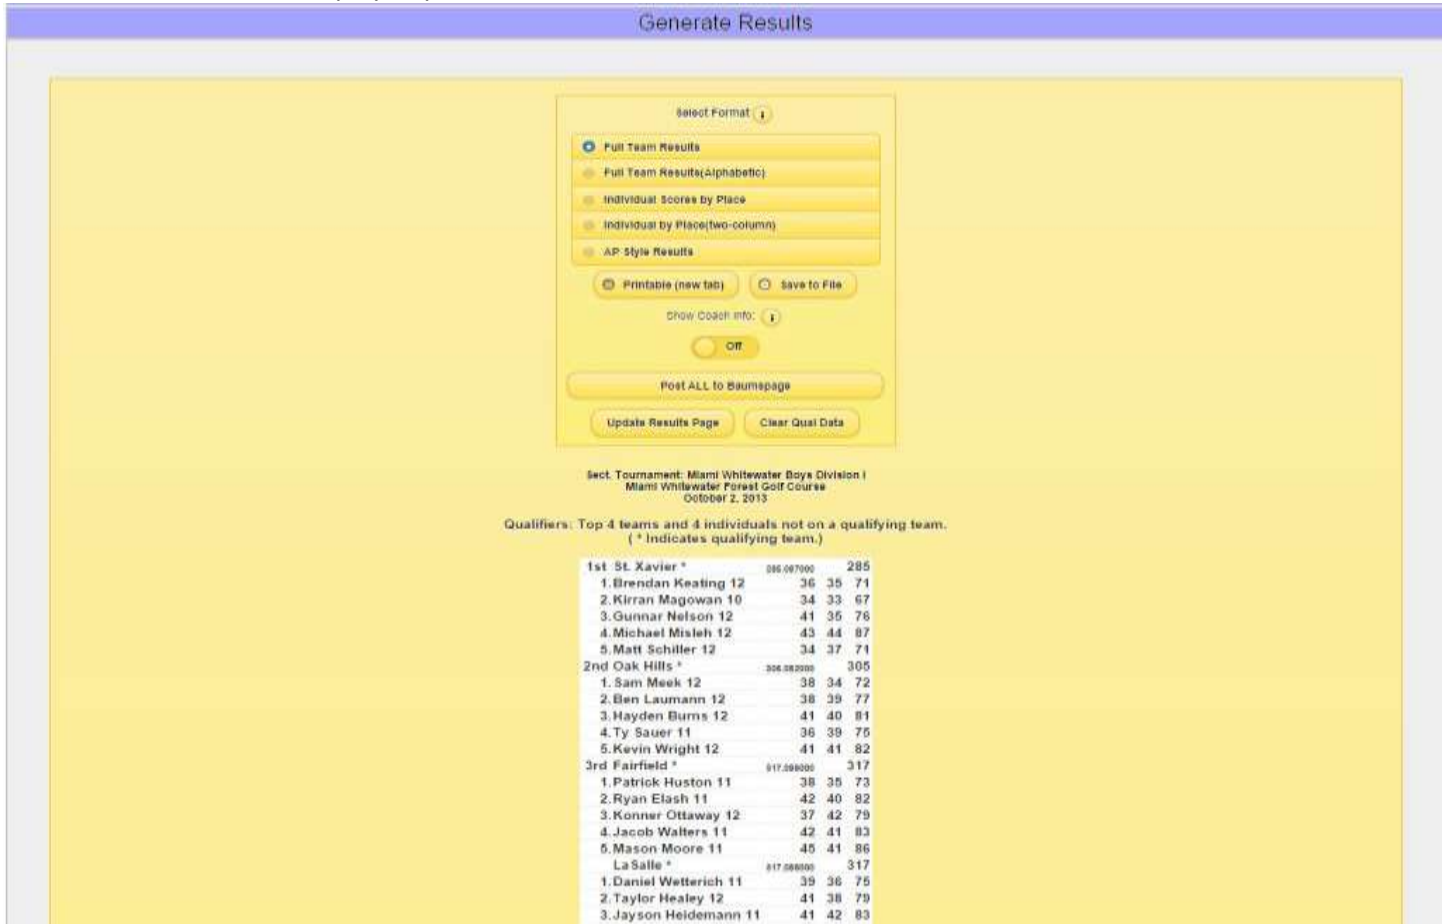 Generate Results
Select Format i
Full Team Results
Full Team Results(Alphabetic)
Individual Scores by Place
Individual by Place(two-column)
AP Style Results
Printable (new tab) Save to File
Show Coach Info: i
Off
Post ALL to Baumspage
Update Results Page Clear Qual Data
Sect. Tournament: Miami Whitewater Boys Division I
Miami Whitewater Forest Golf Course
October 2, 2013
Qualifiers: Top 4 teams and 4 individuals not on a qualifying team.
( * Indicates qualifying team.)
1st St. Xavier * 285
1. Brendan Keating 12 36 35 71
2. Kirran Magowan 10 34 33 67
3. Gunnar Nelson 12 41 35 76
4. Michael Misleh 12 43 44 87
5. Matt Schiller 12 34 37 71
2nd Oak Hills * 305
1. Sam Meek 12 38 34 72
2. Ben Laumann 12 38 39 77
3. Hayden Burns 12 41 40 81
4. Ty Sauer 11 36 39 75
5. Kevin Wright 12 41 41 82
3rd Fairfield * 317
1. Patrick Huston 11 38 35 73
2. Ryan Elash 11 42 40 82
3. Konner Ottaway 12 37 42 79
4. Jacob Walters 11 42 41 83
5. Mason Moore 11 45 41 86
LaSalle * 317
1. Daniel Wetterich 11 39 36 75
2. Taylor Healey 12 41 38 79
3. Jayson Heidemann 11 41 42 83